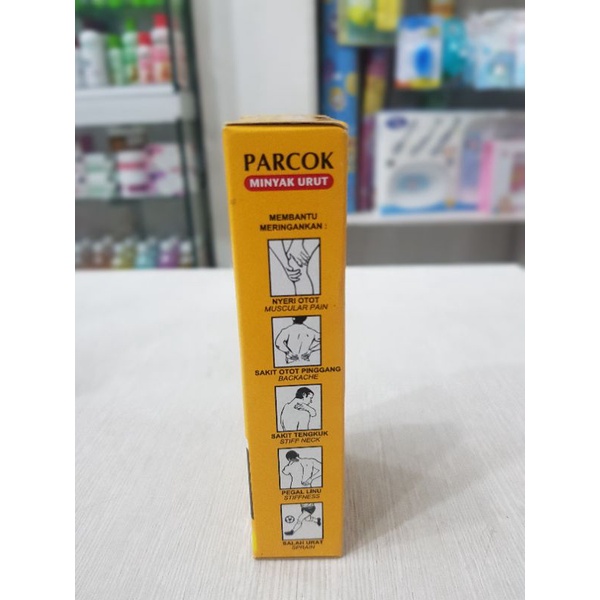 PARCOK
MINYAK URUT
MEMBANTU
MERINGANKAN :
NYERI OTOT
MUSCULAR PAIN
SAKIT OTOT PINGGANG
BACKACHE
SAKIT TENGKUK
STIFF NECK
PEGAL LINU
STIFFNESS
SALAH URAT
SPRAIN